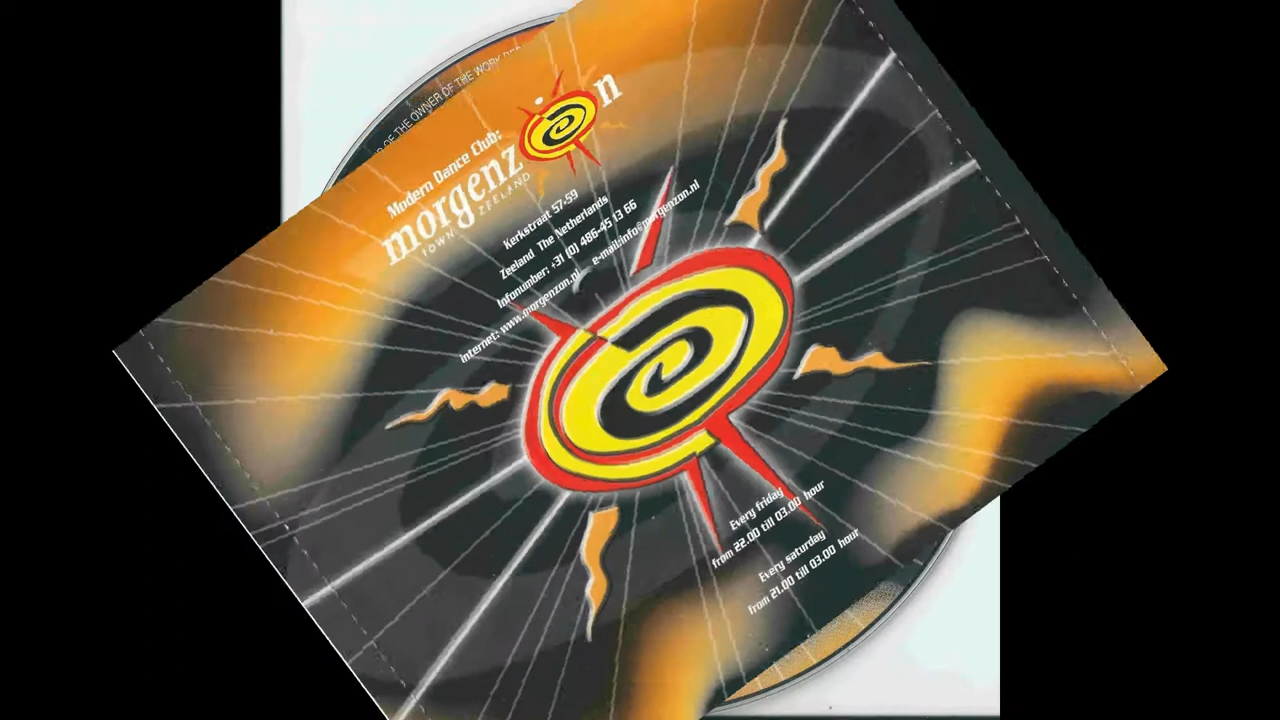 OF THE OWNER OF THE WORK
Modern Dance Club:
morgenzon
TOWN ZEELAND
Kerkstraat 57-59
Zeeland The Netherlands
Infonumber: +31 (0) 486-45 13 66
Internet: www.morgenzon.nl e-mail:info@morgenzon.nl
Every friday
from 22.00 till 03.00 hour
Every saturday
from 21.00 till 03.00 hour